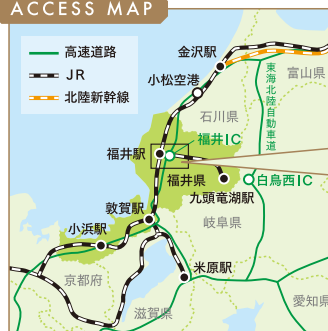 ACCESS MAP
高速道路
JR
北陸新幹線
金沢駅
小松空港
富山県
東海北陸自動車道
石川県
福井IC
福井駅
福井県
白鳥西IC
九頭竜湖駅
敦賀駅
岐阜県
小浜駅
米原駅
京都府
滋賀県
愛知県